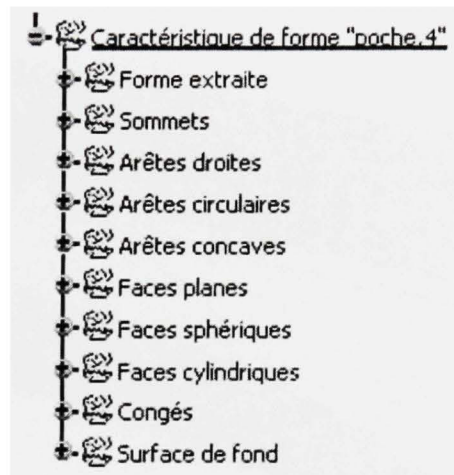 Caractéristique de forme "poche.4"
Forme extraite
Sommets
Arêtes droites
Arêtes circulaires
Arêtes concaves
Faces planes
Faces sphériques
Faces cylindriques
Congés
Surface de fond